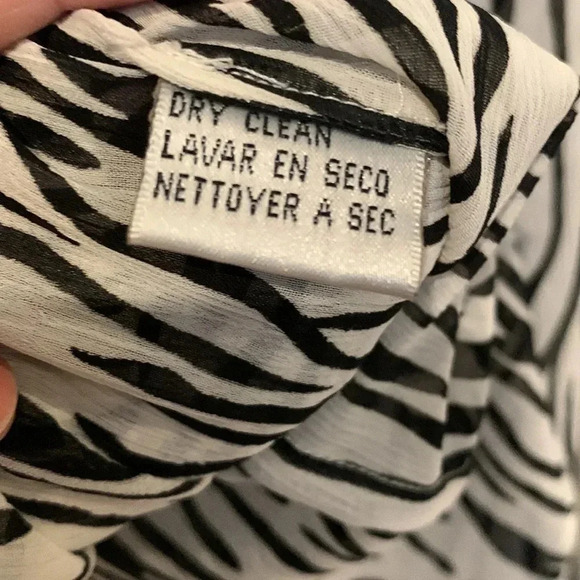 DRY CLEAN
LAVAR EN SECO
NETTOYER A SEC